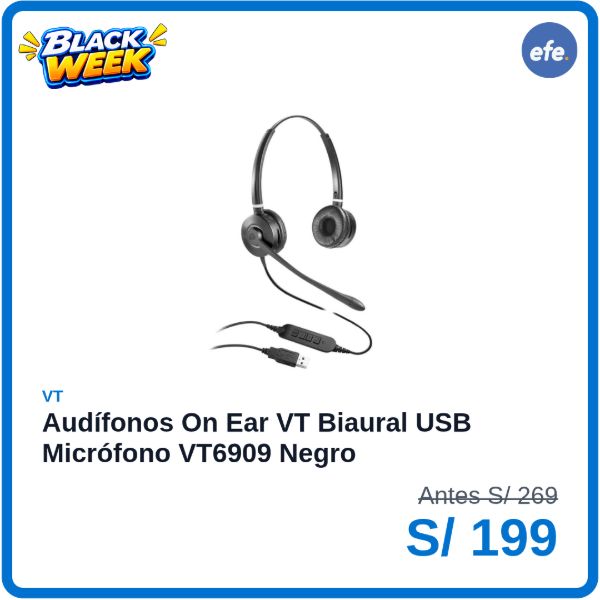 BLACK
WEEK
efe.
VT
Audífonos On Ear VT Biaural USB
Micrófono VT6909 Negro
Antes S/ 269
S/ 199